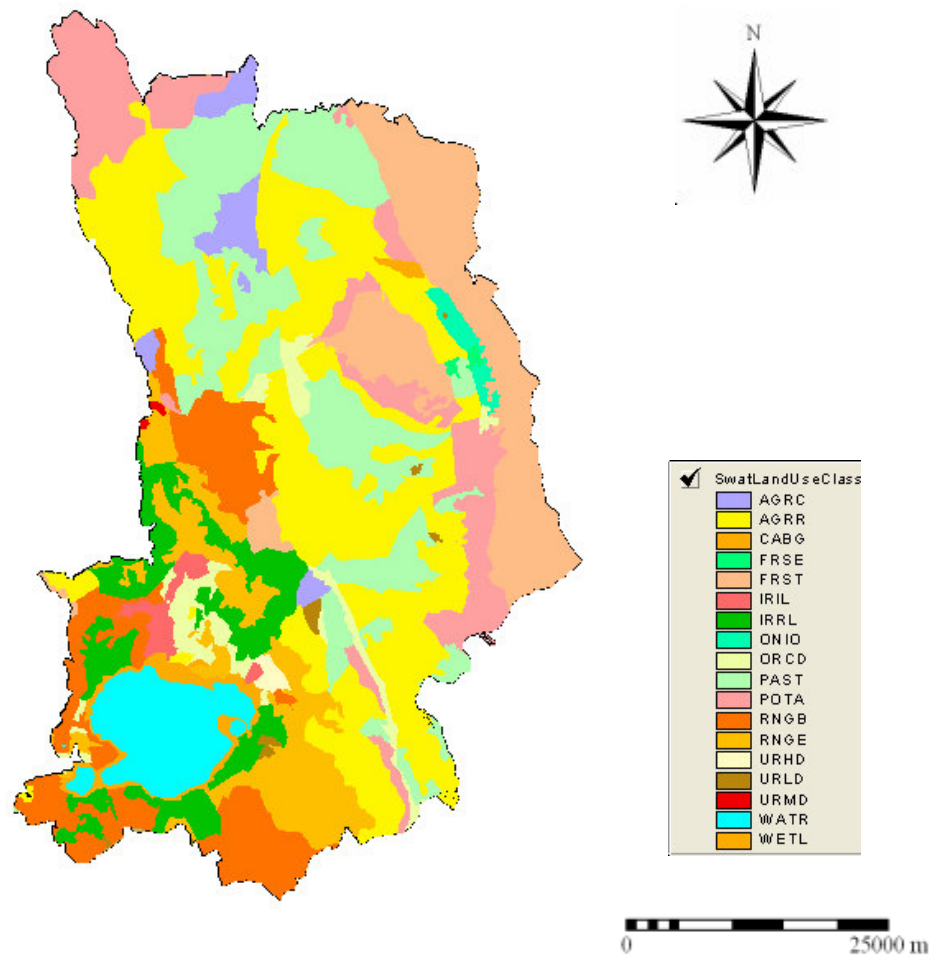 N
SwatLandUseClass
AGRC
AGRR
CABG
FRSE
FRST
IRIL
IRRL
ONIO
ORCD
PAST
POTA
RNGB
RNGE
URHD
URLD
URMD
WATR
WETL
0 25000 m